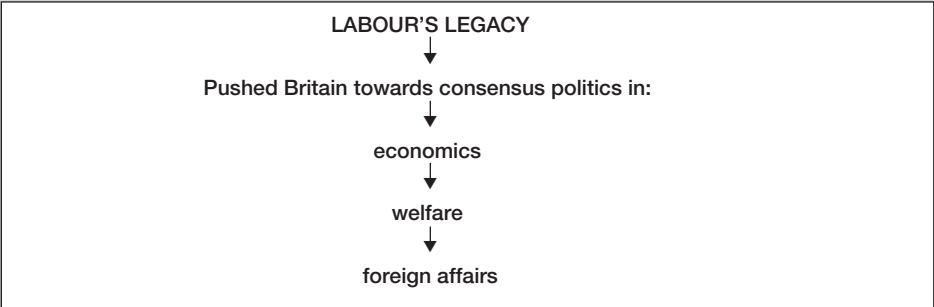 LABOUR'S LEGACY
Pushed Britain towards consensus politics in:
economics
welfare
foreign affairs